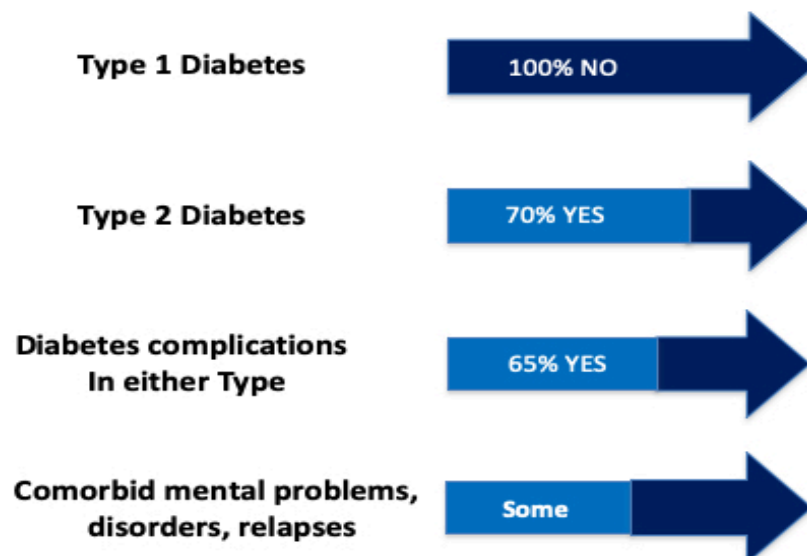 Type 1 Diabetes
100% NO
Type 2 Diabetes
70% YES
Diabetes complications
In either Type
65% YES
Comorbid mental problems,
disorders, relapses
Some